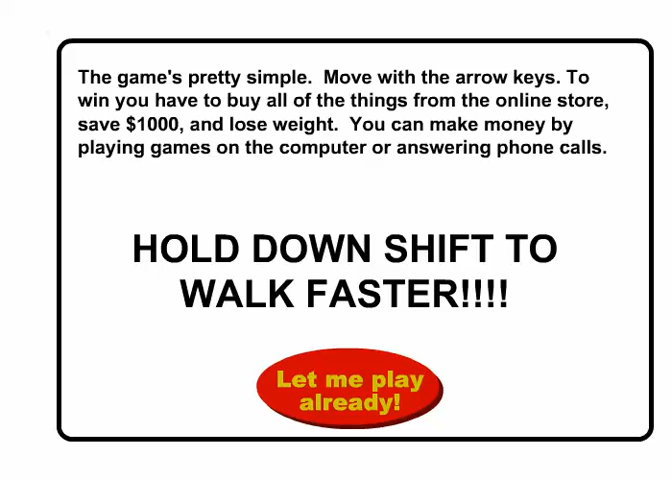 The game's pretty simple.  Move with the arrow keys. To
win you have to buy all of the things from the online store,
save $1000, and lose weight.  You can make money by
playing games on the computer or answering phone calls.
HOLD DOWN SHIFT TO
WALK FASTER!!!!
Let me play
already!